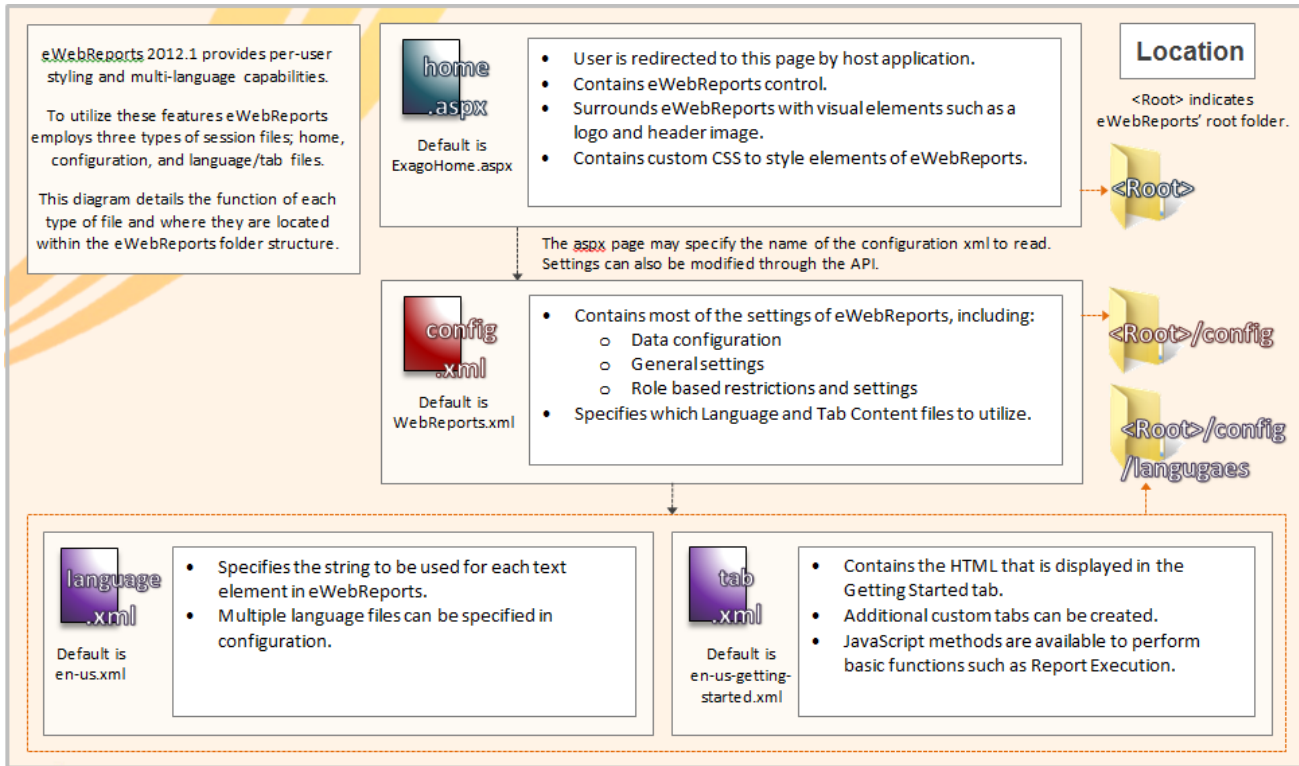 eWebReports 2012.1 provides per-user
styling and multi-language capabilities.
To utilize these features eWebReports
employs three types of session files; home,
configuration, and language/tab files.
This diagram details the function of each
type of file and where they are located
within the eWebReports folder structure.
home
.aspx
Default is
ExagoHome.aspx
• User is redirected to this page by host application.
• Contains eWebReports control.
• Surrounds eWebReports with visual elements such as a
logo and header image.
• Contains custom CSS to style elements of eWebReports.
Location
<Root> indicates
eWebReports’ root folder.
<Root>
The aspx page may specify the name of the configuration xml to read.
Settings can also be modified through the API.
config
.xml
Default is
WebReports.xml
• Contains most of the settings of eWebReports, including:
o Data configuration
o General settings
o Role based restrictions and settings
• Specifies which Language and Tab Content files to utilize.
<Root>/config
<Root>/config
/langugaes
language
.xml
Default is
en-us.xml
• Specifies the string to be used for each text
element in eWebReports.
• Multiple language files can be specified in
configuration.
tab
.xml
Default is
en-us-getting-
started.xml
• Contains the HTML that is displayed in the
Getting Started tab.
• Additional custom tabs can be created.
• JavaScript methods are available to perform
basic functions such as Report Execution.